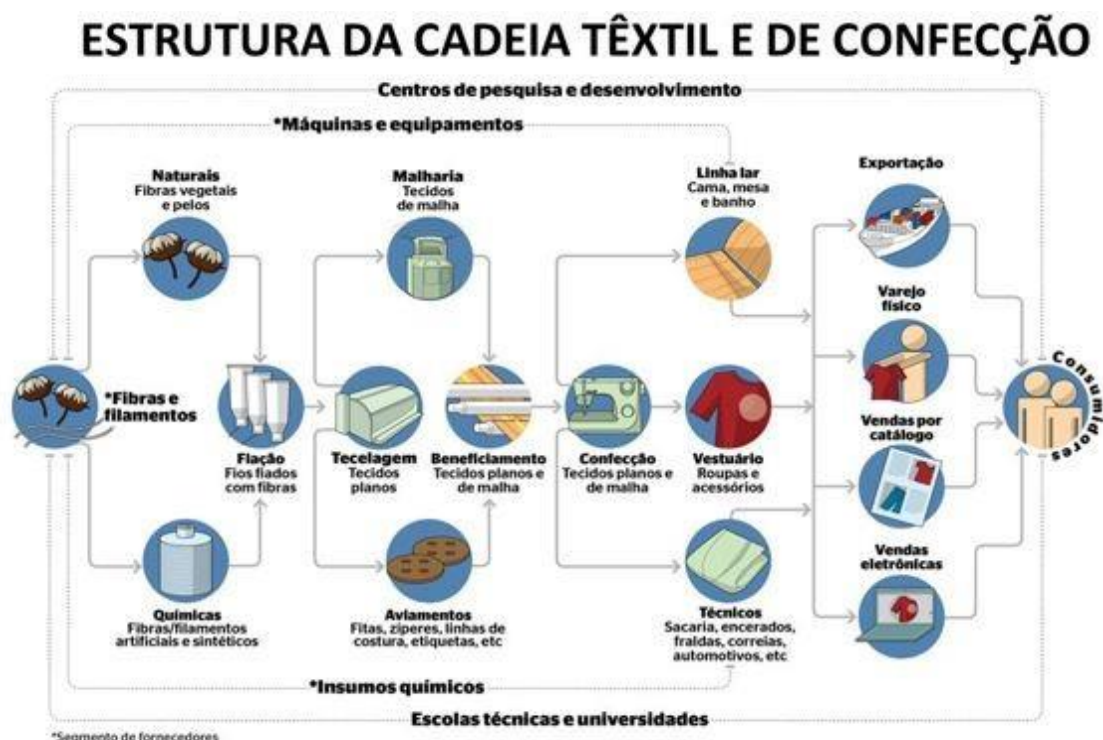 ESTRUTURA DA CADEIA TÊXTIL E DE CONFECÇÃO
Centros de pesquisa e desenvolvimento
*Máquinas e equipamentos
Naturais
Fibras vegetais
e pelos
Malharia
Tecidos
de malha
Linha lar
Cama, mesa
e banho
Exportação
Varejo
físico
*Fibras e
filamentos
Fiação
Fios fiados
com fibras
Tecelagem
Tecidos
planos
Beneficiamento
Tecidos planos e
de malha
Confecção
Tecidos planos e
de malha
Vestuário
Roupas e
acessórios
Vendas por
catálogo
Consumidores
Químicas
Fibras/filamentos
artificiais e sintéticos
Aviamentos
Fitas, zíperes, linhas de
costura, etiquetas, etc
Técnicos
Sacaria, encerados,
fraldas, correias,
automotivos, etc
Vendas
eletrônicas
*Insumos químicos
Escolas técnicas e universidades
*Segmento de fornecedores